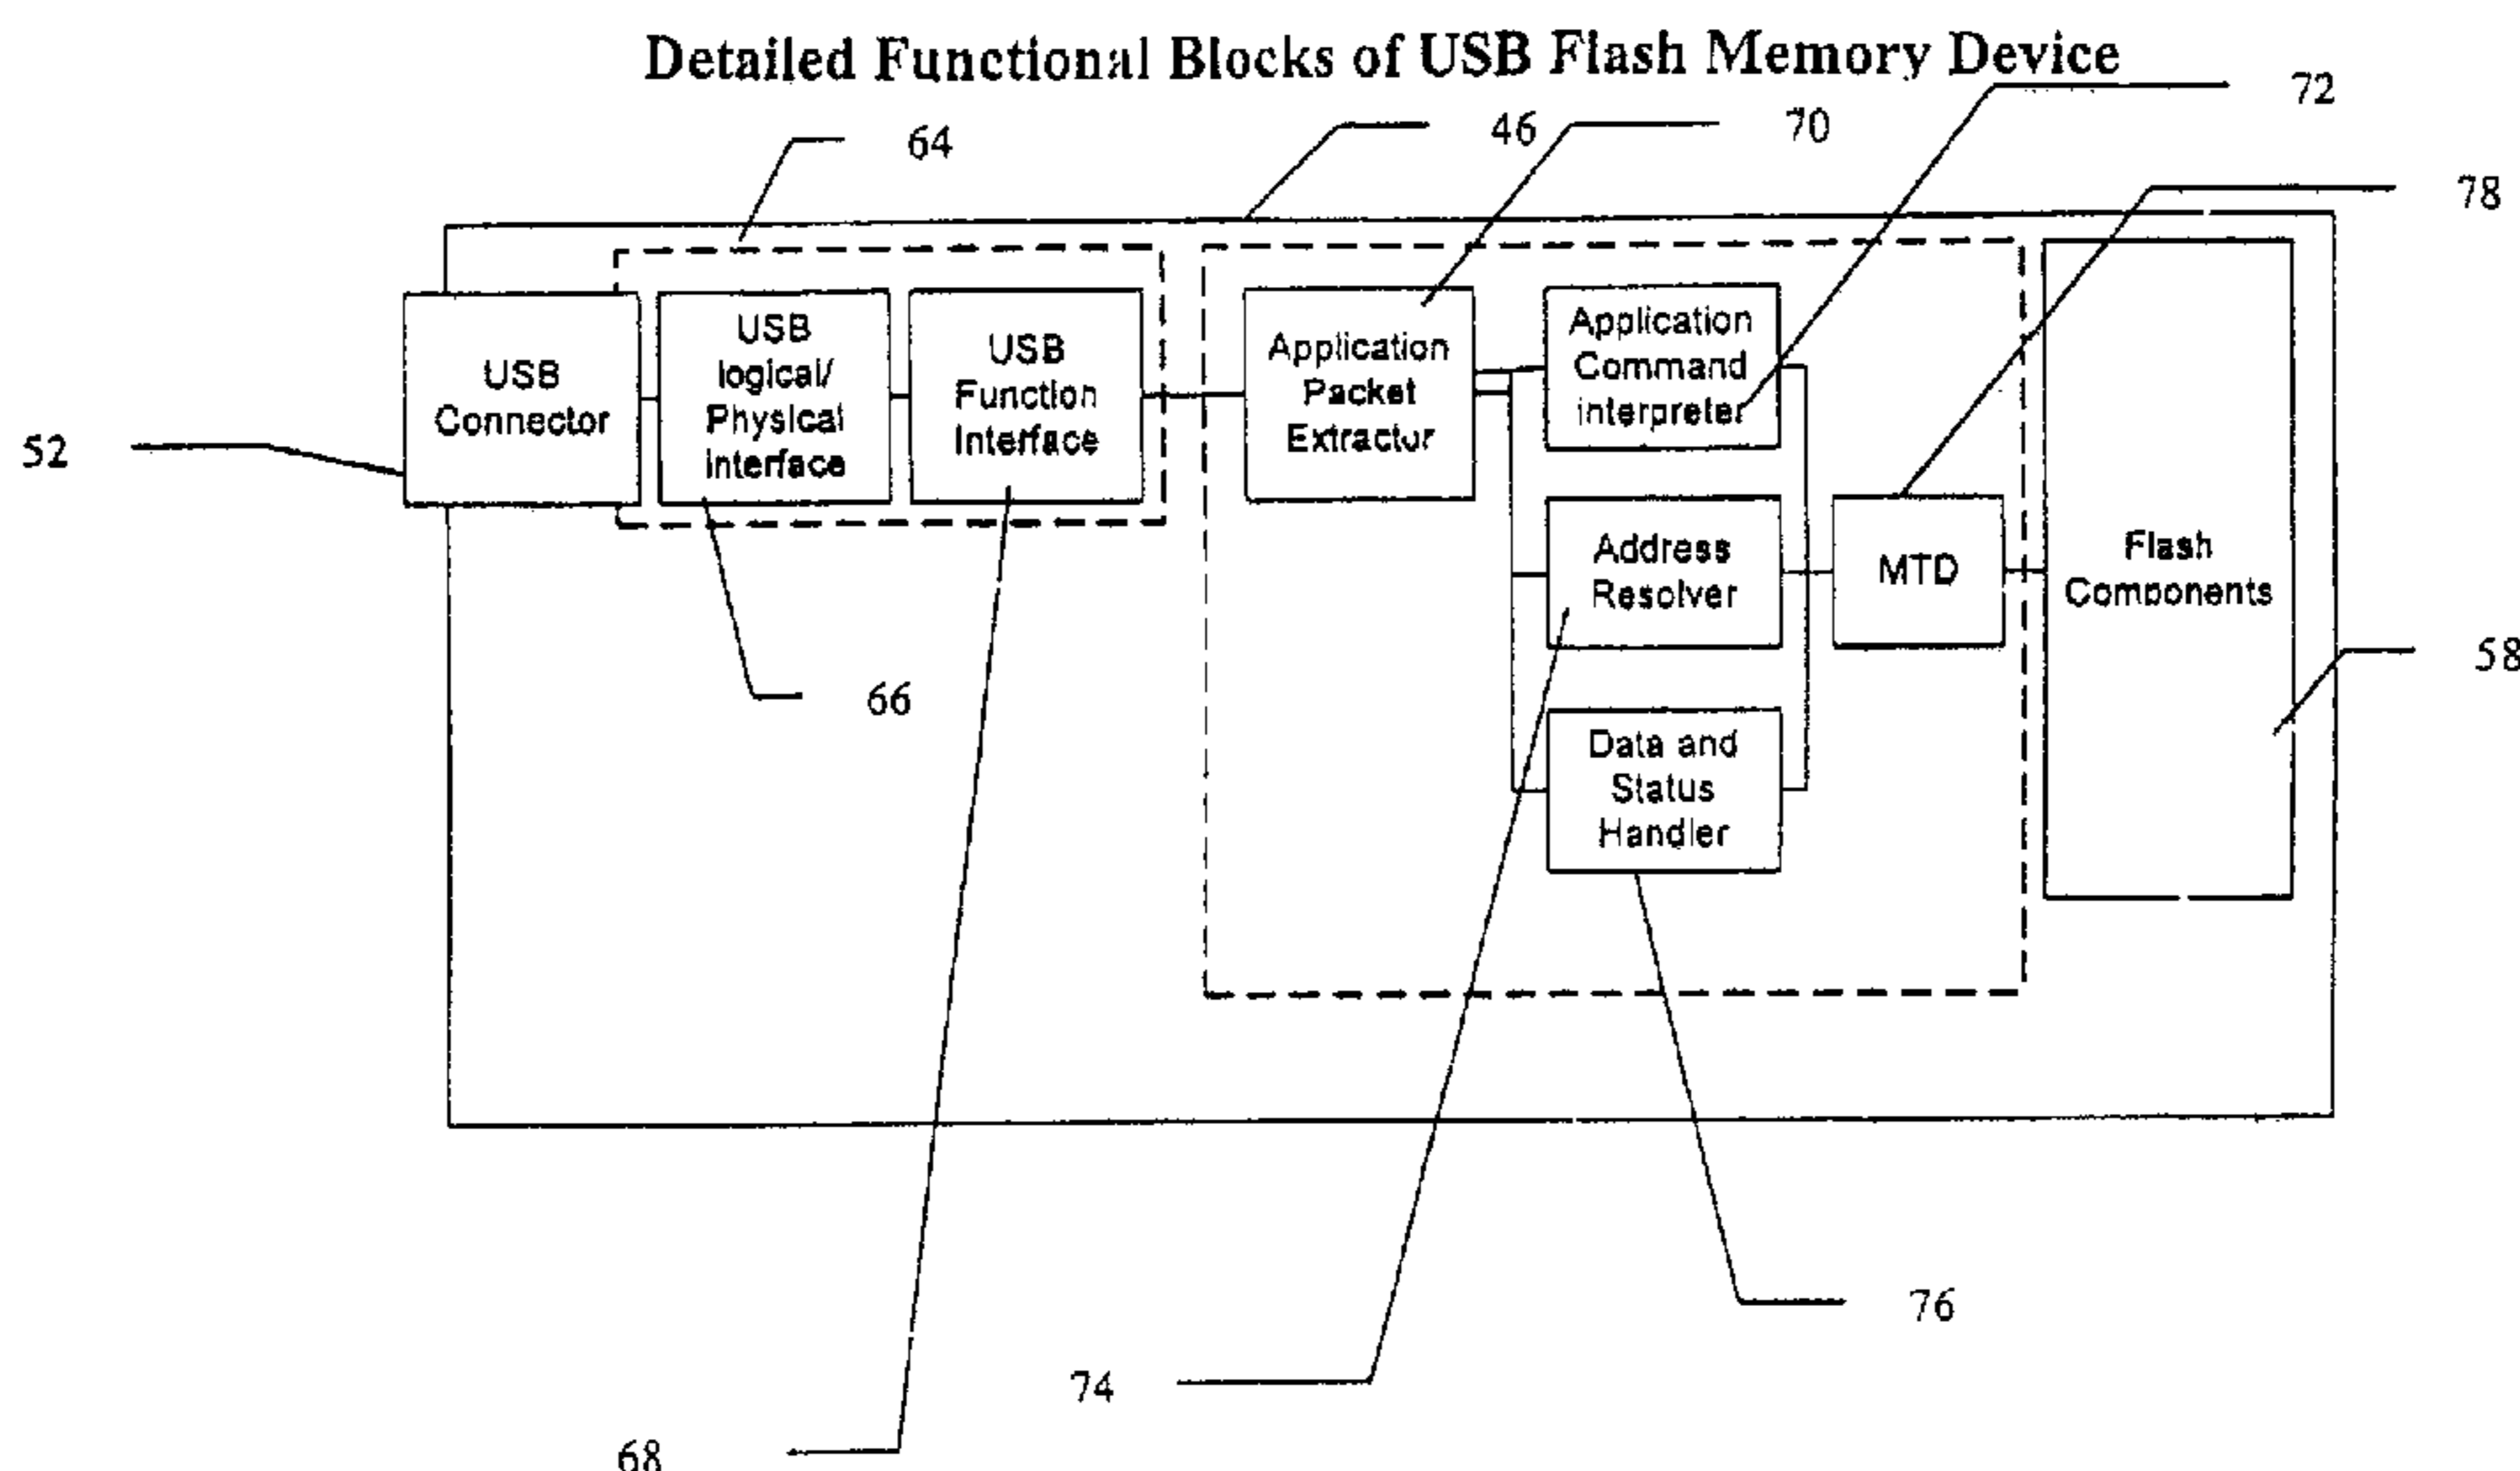 Detailed Functional Blocks of USB Flash Memory Device
72
64
46
70
78
USB
Connector
USB
logical/
Physical
interface
USB
Function
Interface
Application
Packet
Extractor
Application
Command
interpreter
52
Address
Resolver
MTD
Flash
Components
58
66
Data and
Status
Handler
76
74
68